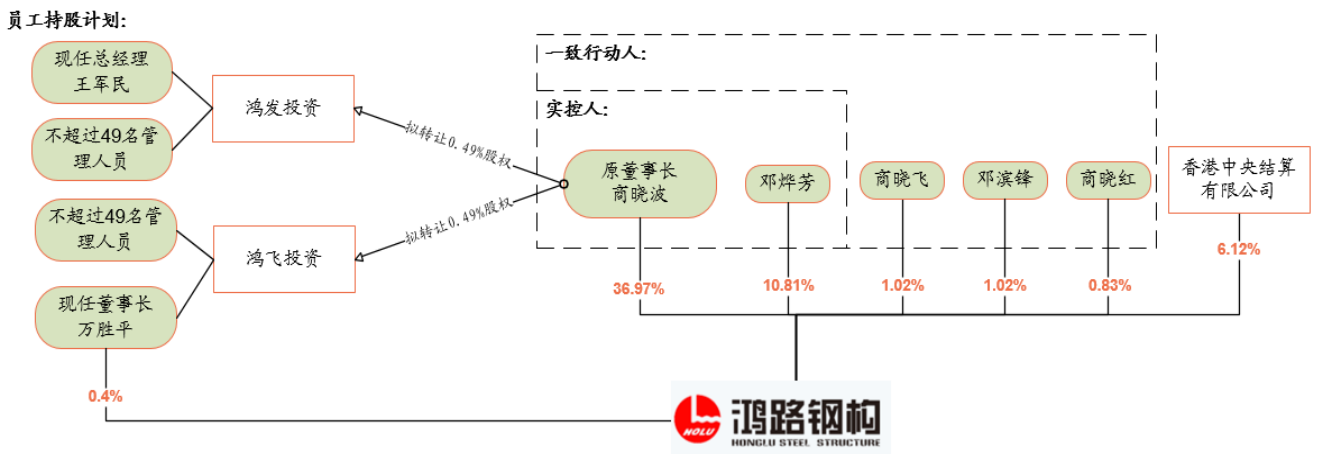 员工持股计划:
现任总经理
王军民
不超过49名管
理人员
鸿发投资
不超过49名管
理人员
现任董事长
万胜平
鸿飞投资
拟转让0.49%股权
拟转让0.49%股权
一致行动人:
实控人:
原董事长
商晓波
邓烨芳
商晓飞
邓滨锋
商晓红
香港中央结算
有限公司
36.97%
10.81%
1.02%
1.02%
0.83%
6.12%
0.4%
HOLU
鸿路钢构
HONGLU STEEL STRUCTURE